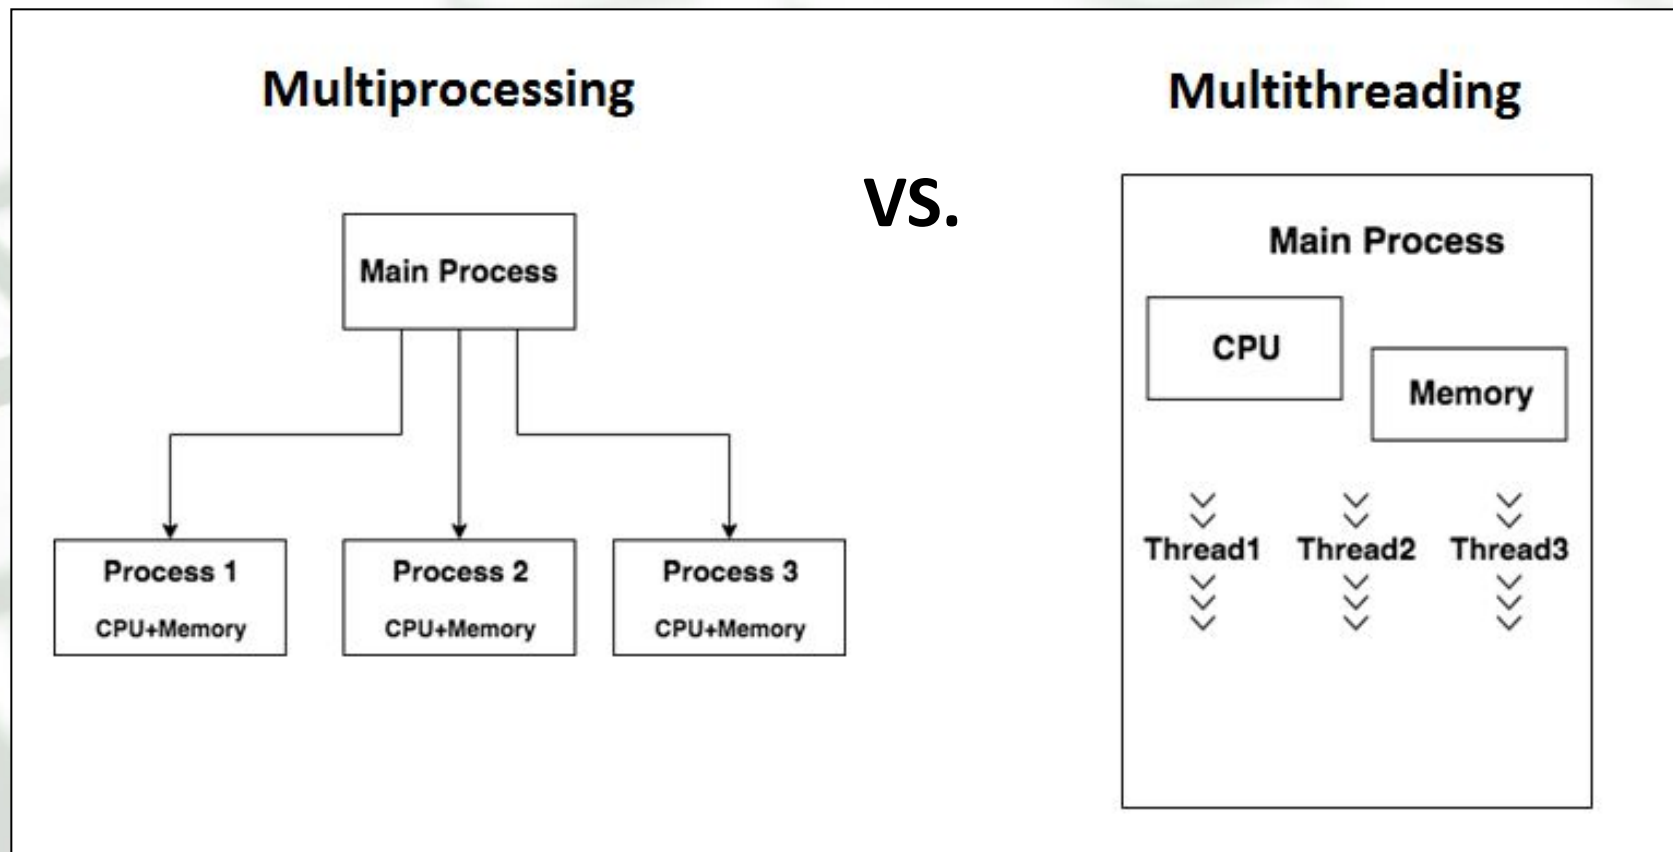 Multiprocessing
Main Process
Process 1
CPU+Memory
Process 2
CPU+Memory
Process 3
CPU+Memory
VS.
Multithreading
Main Process
CPU
Memory
Thread1 Thread2 Thread3